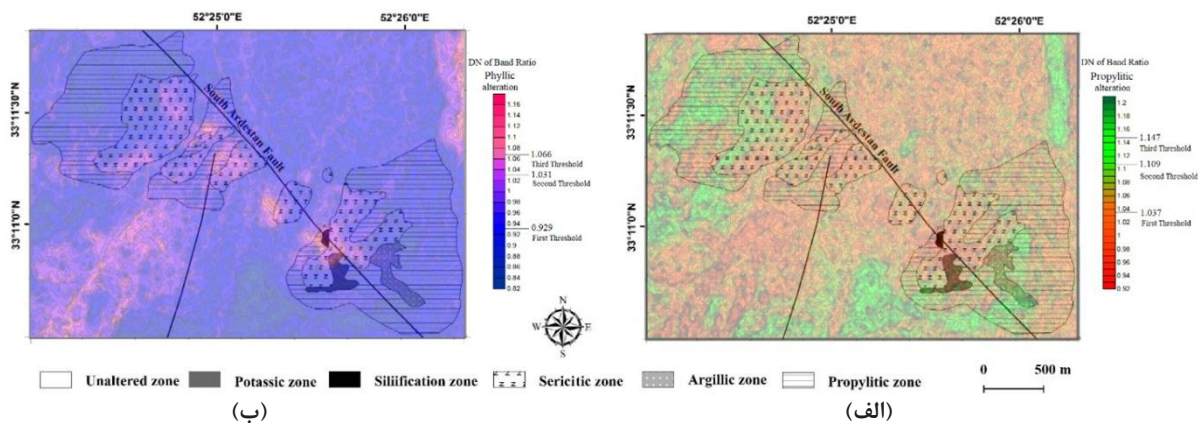 52°25'0"E 52°26'0"E 52°25'0"E 52°26'0"E
DN of Band Ratio
Phyllic
alteration
1.16
1.14
1.12
1.1
1.08
1.06
1.04
1.02
1
0.98
0.96
0.94
0.92
0.9
0.88
0.86
0.84
0.82
1.066
Third Threshold
1.031
Second Threshold
0.929
First Threshold
33°11'30"N
33°11'0"N
South Ardestan Fault
DN of Band Ratio
Propylitic
alteration
1.2
1.18
1.16
1.14
1.12
1.1
1.08
1.06
1.04
1.02
1
0.98
0.96
0.94
0.92
1.147
Third Threshold
1.109
Second Threshold
1.037
First Threshold
33°11'30"N
33°11'0"N
South Ardestan Fault
N
W E
S
Unaltered zone Potassic zone Siliification zone Sericitic zone Argillic zone Propylitic zone
0 500 m
(ب) (الف)